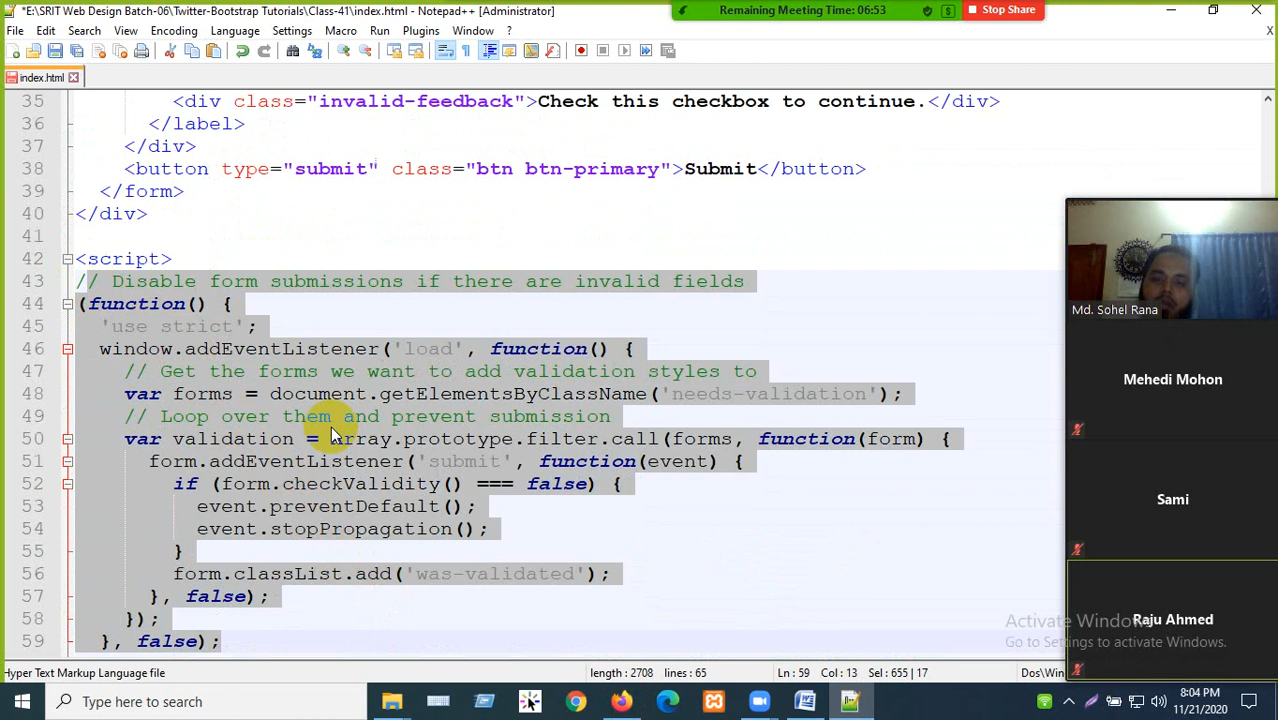 *E:\SRIT Web Design Batch-06\Twitter-Bootstrap Tutorials\Class-41\index.html - Notepad++ [Administrator]
Remaining Meeting Time: 06:53
Stop Share
File Edit Search View Encoding Language Settings Macro Run Plugins Window ? X
index.html
35 <div class="invalid-feedback">Check this checkbox to continue.</div>
36 </label>
37 </div>
38 <button type="submit" class="btn btn-primary">Submit</button>
39 </form>
40 </div>
41
42 <script>
43 // Disable form submissions if there are invalid fields
44 (function() {
45 'use strict';
46 window.addEventListener('load', function() {
47 // Get the forms we want to add validation styles to
48 var forms = document.getElementsByClassName('needs-validation');
49 // Loop over them and prevent submission
50 var validation = Array.prototype.filter.call(forms, function(form) {
51 form.addEventListener('submit', function(event) {
52 if (form.checkValidity() === false) {
53 event.preventDefault();
54 event.stopPropagation();
55 }
56 form.classList.add('was-validated');
57 }, false);
58 });
59 }, false);
Md. Sohel Rana
Mehedi Mohon
Sami
Raju Ahmed
Activate Windows
Go to Settings to activate Windows.
Hyper Text Markup Language file
length : 2708 lines : 65
Ln : 59 Col : 13 Sel : 655 | 17
Dos\Win
Type here to search
8:04 PM
11/21/2020